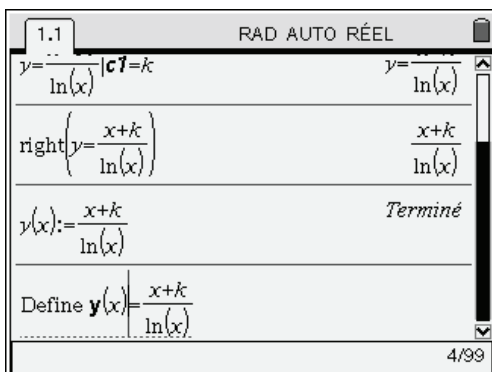 1.1 RAD AUTO RÉEL
y=/ln(x)|c1=k y=/ln(x)
right(y=(x+k)/ln(x)) (x+k)/ln(x)
y(x):=(x+k)/ln(x) Terminé
Define y(x)=(x+k)/ln(x)
4/99